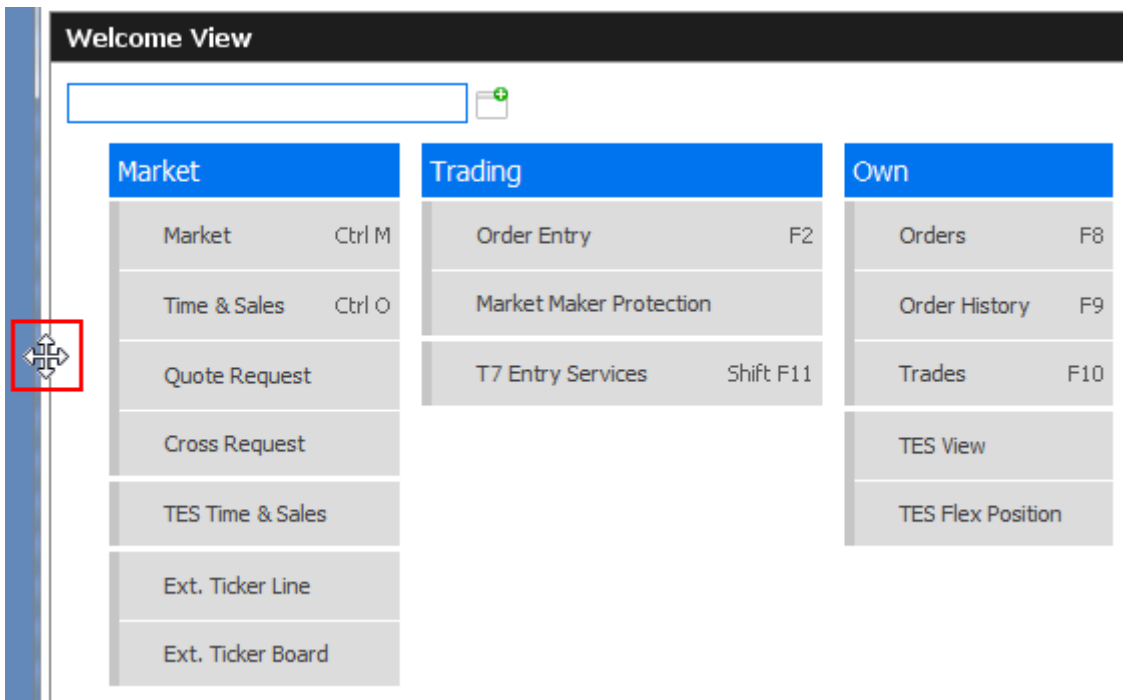 Welcome View
Market
Market Ctrl M
Time & Sales Ctrl O
Quote Request
Cross Request
TES Time & Sales
Ext. Ticker Line
Ext. Ticker Board
Trading
Order Entry F2
Market Maker Protection
T7 Entry Services Shift F11
Own
Orders F8
Order History F9
Trades F10
TES View
TES Flex Position